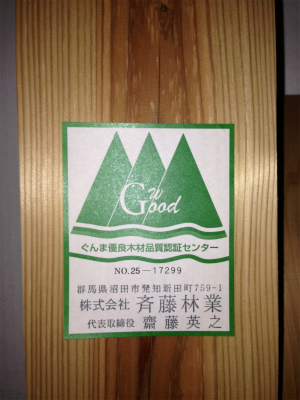 Gwood
ぐんま優良木材品質認証センター
NO.25－17299
群馬県沼田市発知新田町759-1
株式会社 斉藤林業
代表取締役 齋藤英之